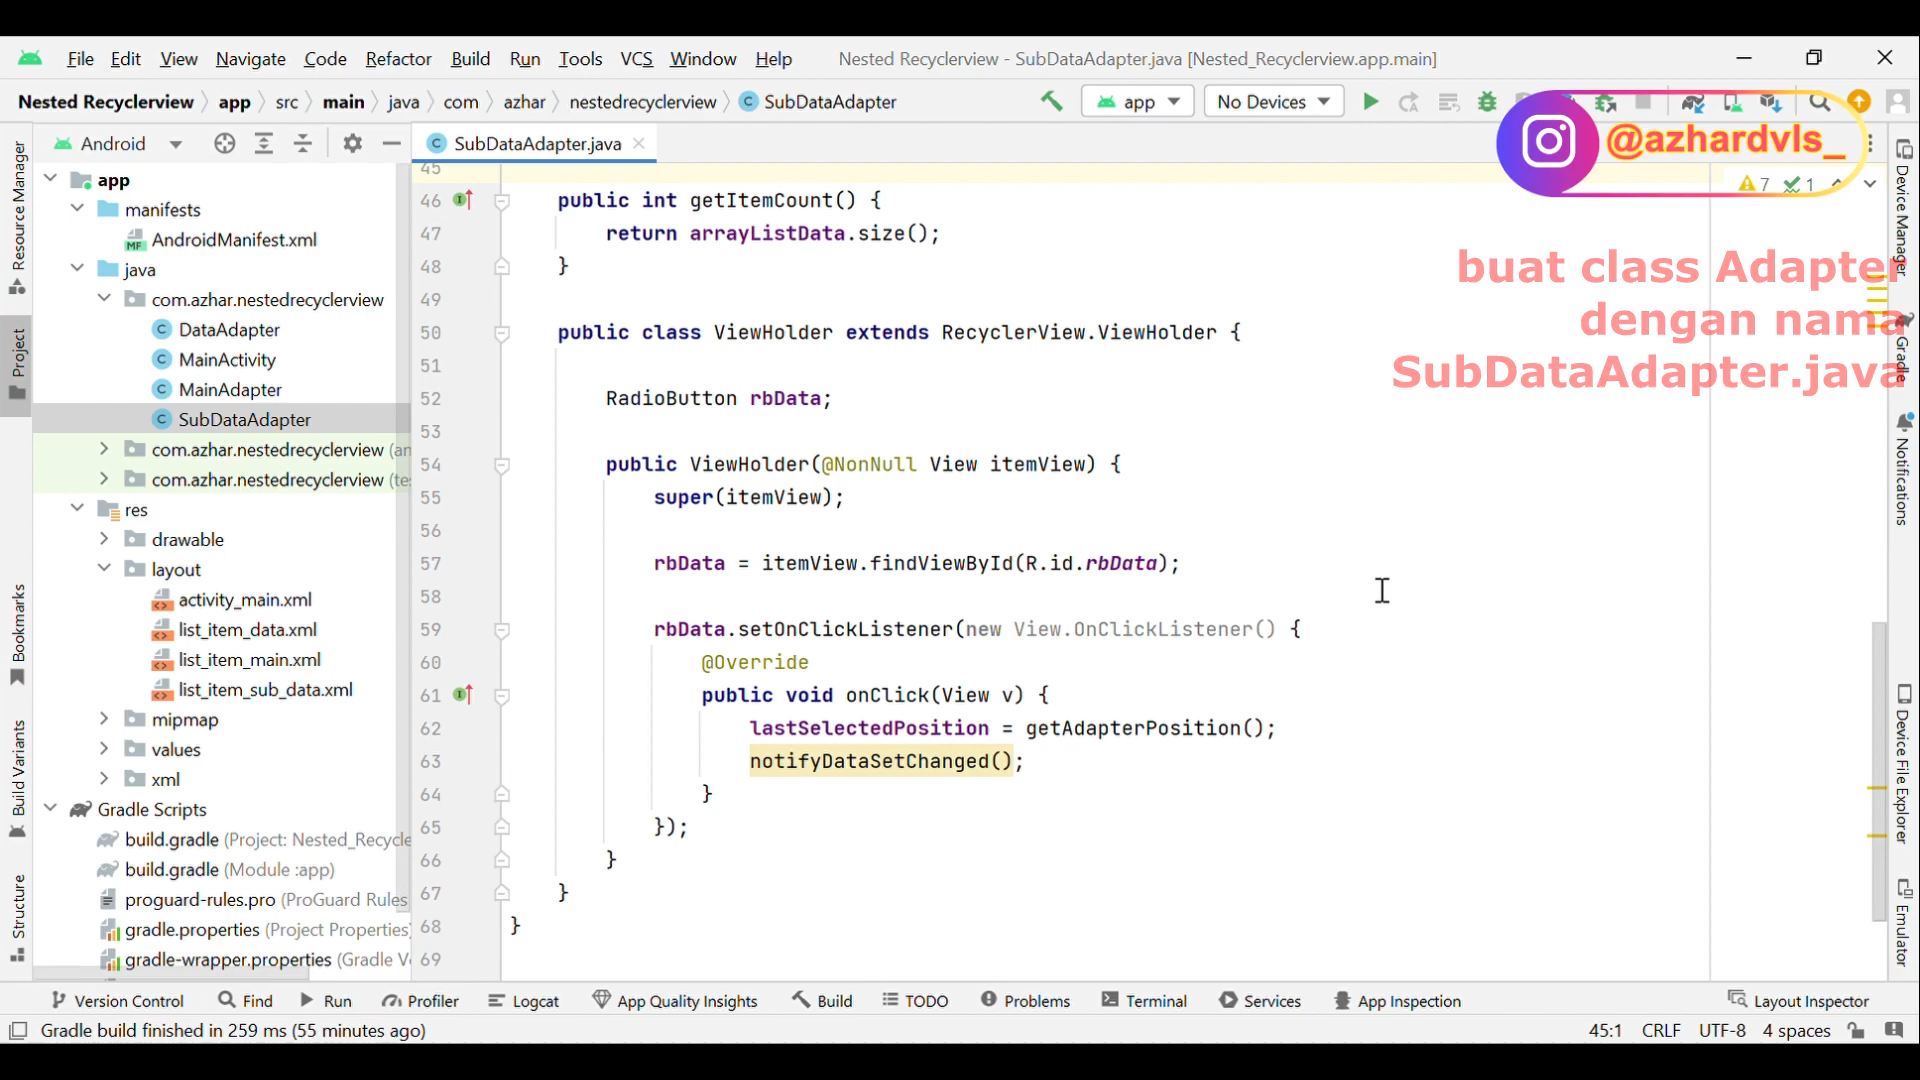 File Edit View Navigate Code Refactor Build Run Tools VCS Window Help Nested Recyclerview - SubDataAdapter.java [Nested_Recyclerview.app.main]
Nested Recyclerview app src main java com azhar nestedrecyclerview SubDataAdapter app No Devices
@azhardvls_
Android
SubDataAdapter.java
7 1
buat class Adapter
dengan nama
SubDataAdapter.java
Resource Manager
Project
Bookmarks
Build Variants
Structure
app
manifests
AndroidManifest.xml
java
com.azhar.nestedrecyclerview
DataAdapter
MainActivity
MainAdapter
SubDataAdapter
com.azhar.nestedrecyclerview (an
com.azhar.nestedrecyclerview (te
res
drawable
layout
activity_main.xml
list_item_data.xml
list_item_main.xml
list_item_sub_data.xml
mipmap
values
xml
Gradle Scripts
build.gradle (Project: Nested_Recycle
build.gradle (Module :app)
proguard-rules.pro (ProGuard Rules
gradle.properties (Project Properties)
gradle-wrapper.properties (Gradle V
45
46 public int getItemCount() {
47 return arrayListData.size();
48 }
49
50 public class ViewHolder extends RecyclerView.ViewHolder {
51
52 RadioButton rbData;
53
54 public ViewHolder(@NonNull View itemView) {
55 super(itemView);
56
57 rbData = itemView.findViewById(R.id.rbData);
58
59 rbData.setOnClickListener(new View.OnClickListener() {
60 @Override
61 public void onClick(View v) {
62 lastSelectedPosition = getAdapterPosition();
63 notifyDataSetChanged();
64 }
65 });
66 }
67 }
68 }
69
Device Manager
Gradle
Notifications
Device File Explorer
Emulator
Version Control Find Run Profiler Logcat App Quality Insights Build TODO Problems Terminal Services App Inspection Layout Inspector
Gradle build finished in 259 ms (55 minutes ago) 45:1 CRLF UTF-8 4 spaces